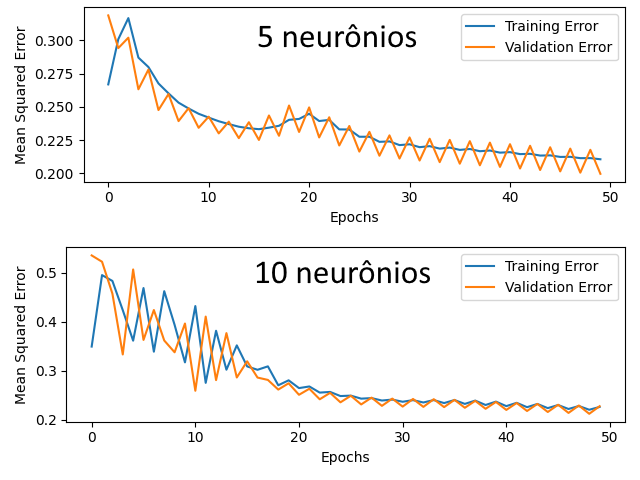 5 neurônios
Training Error
Validation Error
Mean Squared Error
0.300
0.275
0.250
0.225
0.200
0 10 20 30 40 50
Epochs
10 neurônios
Training Error
Validation Error
Mean Squared Error
0.5
0.4
0.3
0.2
0 10 20 30 40 50
Epochs